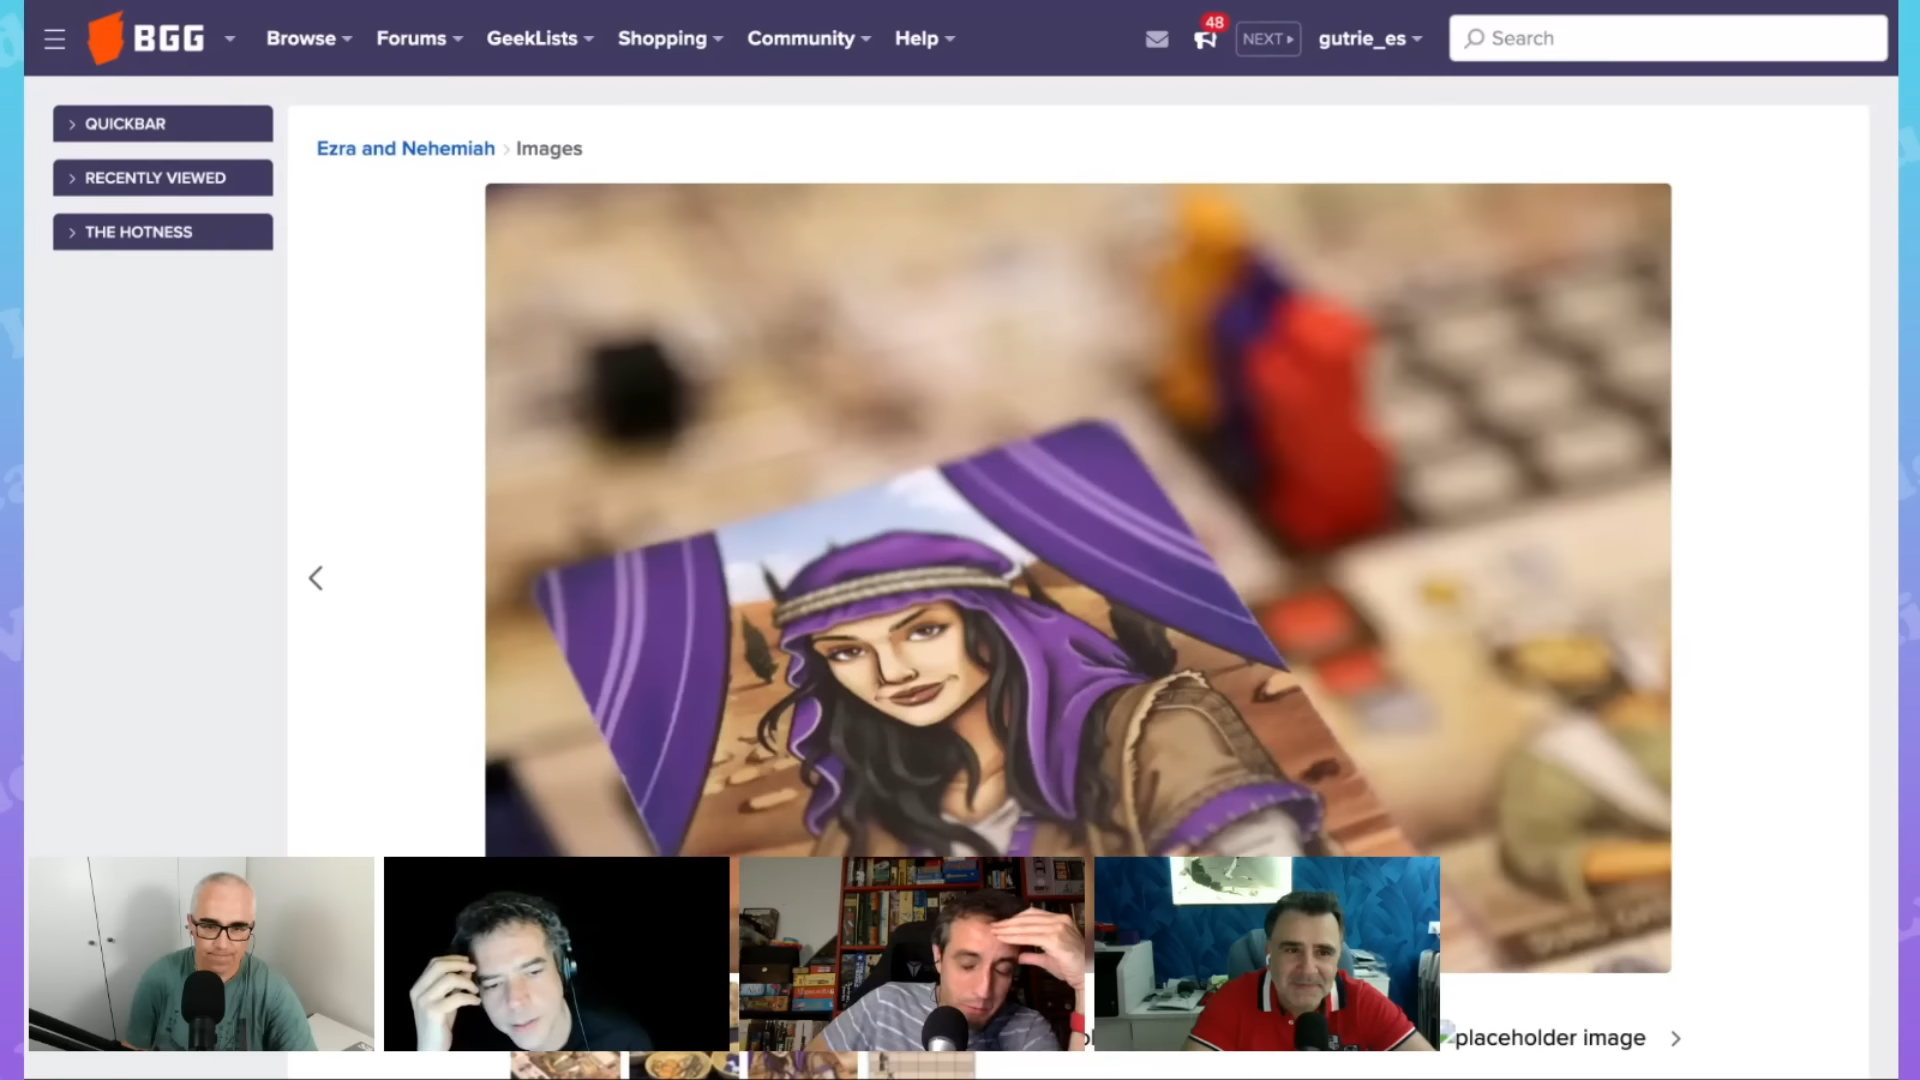 BGG Browse Forums GeekLists Shopping Community Help 48 NEXT gutrie_es Search
QUICKBAR
RECENTLY VIEWED
THE HOTNESS
Ezra and Nehemiah > Images
placeholder image